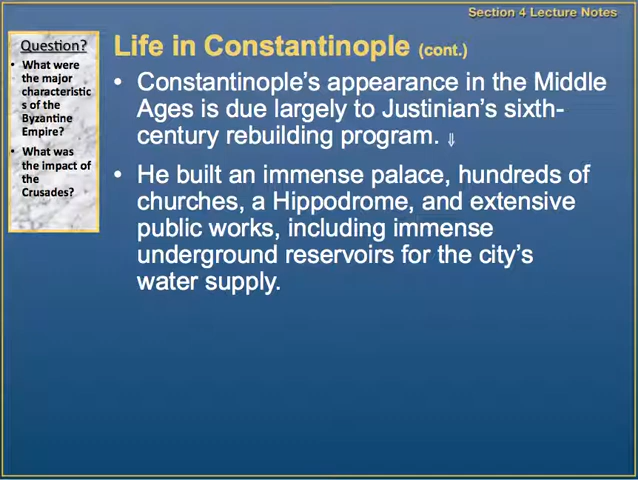 Section 4 Lecture Notes
Question?
• What were
the major
characteristic
s of the
Byzantine
Empire?
• What was
the impact of
the
Crusades?
Life in Constantinople (cont.)
• Constantinople’s appearance in the Middle
Ages is due largely to Justinian’s sixth-
century rebuilding program. ⇓
• He built an immense palace, hundreds of
churches, a Hippodrome, and extensive
public works, including immense
underground reservoirs for the city’s
water supply.